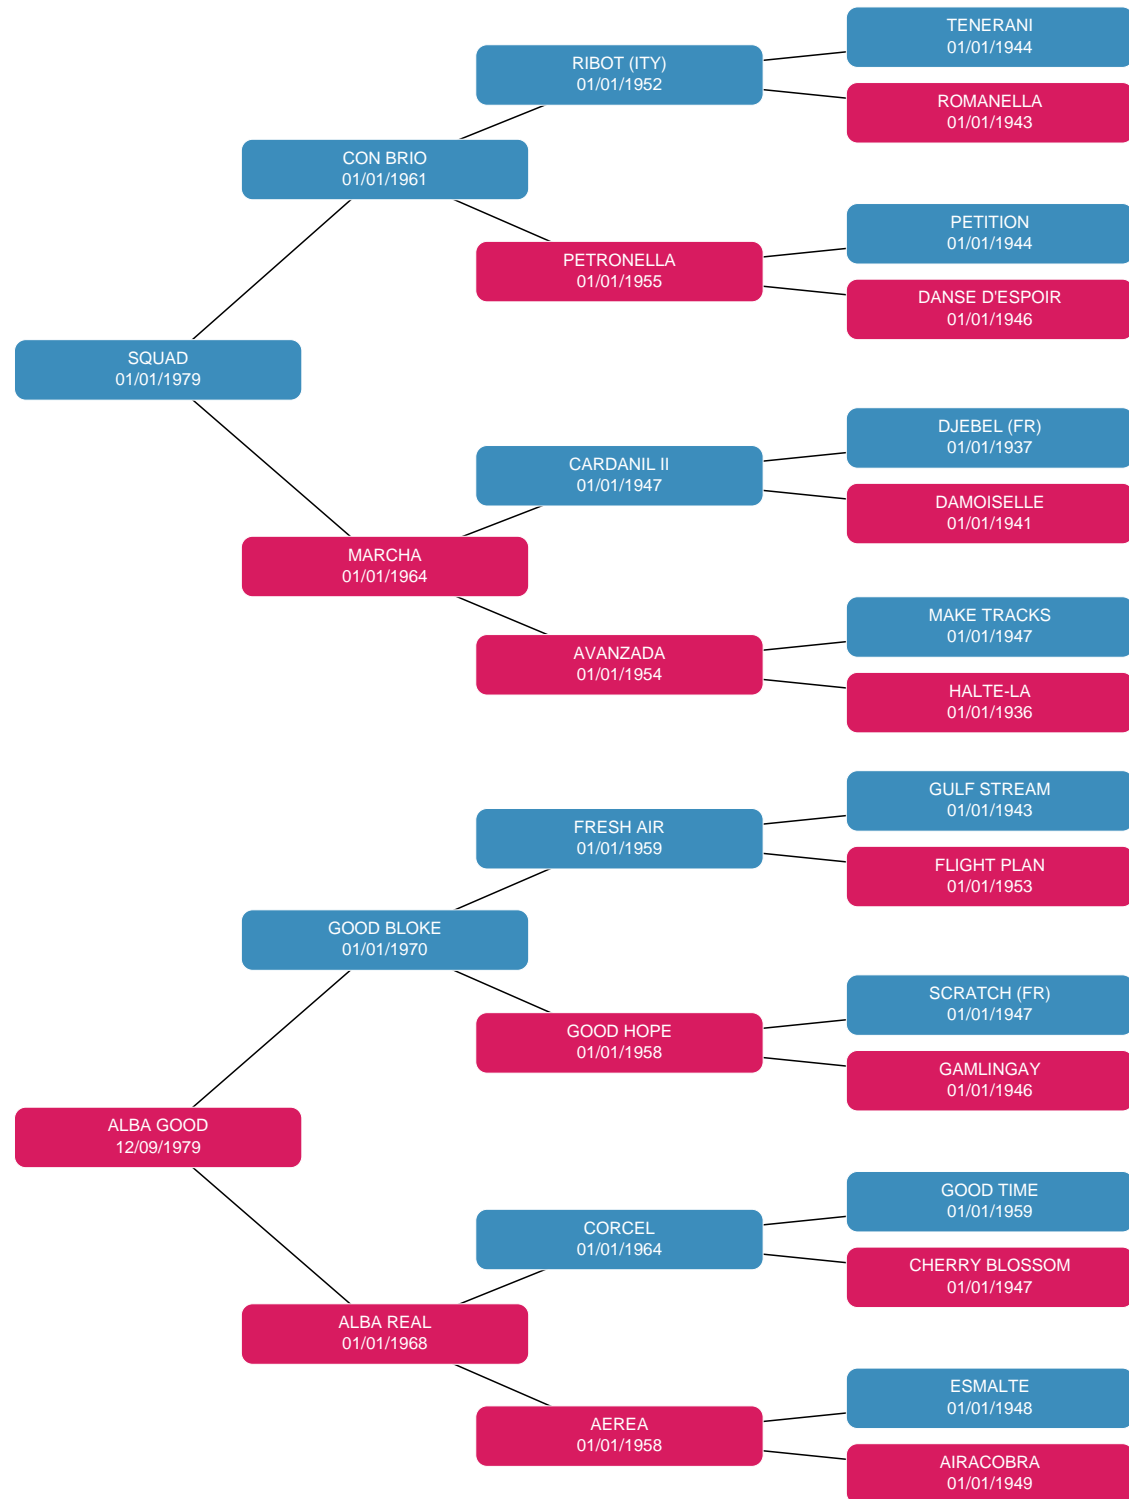 TENERANI
01/01/1944
RIBOT (ITY)
01/01/1952
ROMANELLA
01/01/1943
CON BRIO
01/01/1961
PETITION
01/01/1944
PETRONELLA
01/01/1955
DANSE D'ESPOIR
01/01/1946
SQUAD
01/01/1979
DJEBEL (FR)
01/01/1937
CARDANIL II
01/01/1947
DAMOISELLE
01/01/1941
MARCHA
01/01/1964
MAKE TRACKS
01/01/1947
AVANZADA
01/01/1954
HALTE-LA
01/01/1936
GULF STREAM
01/01/1943
FRESH AIR
01/01/1959
FLIGHT PLAN
01/01/1953
GOOD BLOKE
01/01/1970
SCRATCH (FR)
01/01/1947
GOOD HOPE
01/01/1958
GAMLINGAY
01/01/1946
ALBA GOOD
12/09/1979
GOOD TIME
01/01/1959
CORCEL
01/01/1964
CHERRY BLOSSOM
01/01/1947
ALBA REAL
01/01/1968
ESMALTE
01/01/1948
AEREA
01/01/1958
AIRACOBRA
01/01/1949